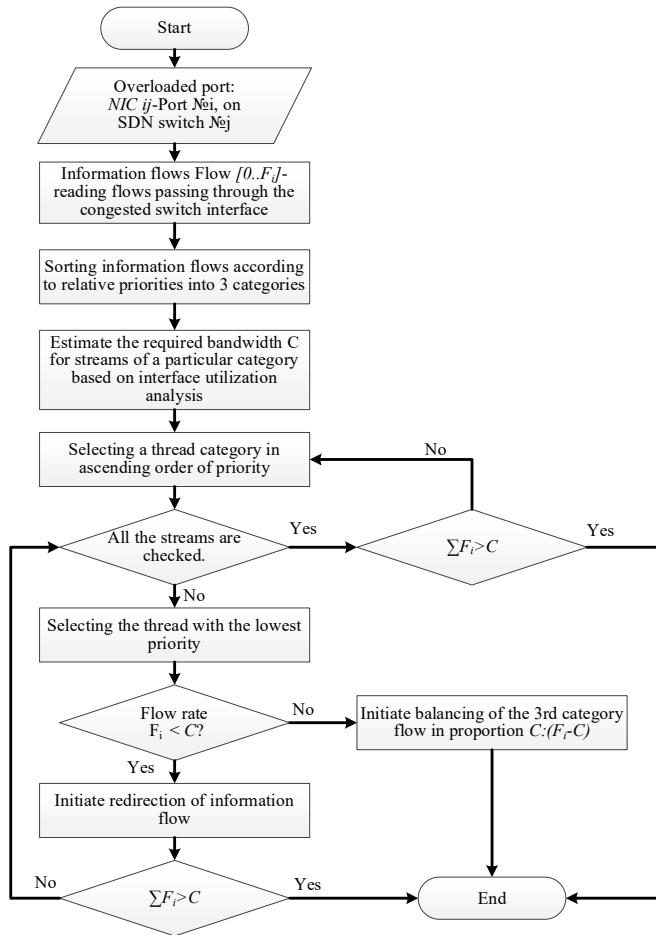 Start
Overloaded port:
NIC ij-Port №i, on
SDN switch №j
Information flows Flow [0..Fi]-
reading flows passing through the
congested switch interface
Sorting information flows according
to relative priorities into 3 categories
Estimate the required bandwidth C
for streams of a particular category
based on interface utilization
analysis
Selecting a thread category in
ascending order of priority
No
All the streams are
checked.
Yes
∑Fi>C
Yes
No
Selecting the thread with the lowest
priority
Flow rate
Fi < C?
No
Initiate balancing of the 3rd category
flow in proportion C:(Fi-C)
Yes
Initiate redirection of information
flow
No
∑Fi>C
Yes
End